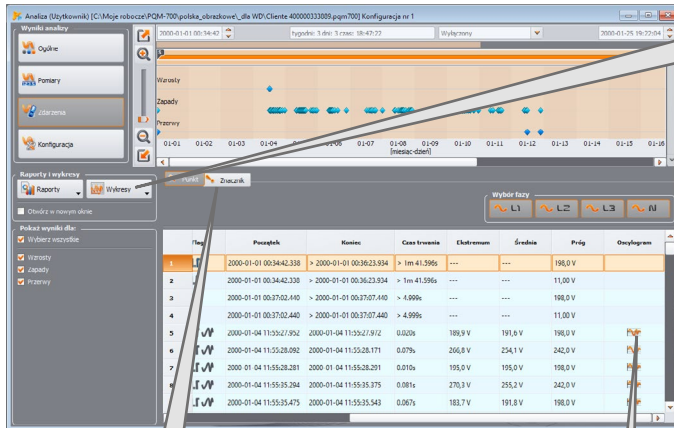 Analiza (Użytkownik) [C:\Moje robocze\PQM-700\polska_obrazkowe\_dla WD\Cliente 400000333089.pqm700] Konfiguracja nr 1
Wyniki analizy
Ogólne
Pomiary
Zdarzenia
Konfiguracja
2000-01-01 00:34:42
tygodni: 3 dni: 3 czas: 18:47:22
Wyłączony
2000-01-25 19:22:04
Wzrosty
Zapady
Przerwy
01-01 01-02 01-03 01-04 01-06 01-07 01-08 01-09 01-10 01-11 01-12 01-13 01-14 01-15 01-16
[miesiąc-dzień]
Raporty i wykresy
Raporty
Wykresy
Otwórz w nowym oknie
Punkt
Znacznik
Wybór fazy
L1 L2 L3 N
Pokaż wyniki dla:
Wybierz wszystkie
Wzrosty
Zapady
Przerwy
Początek Koniec Czas trwania Ekstremum Średnia Próg Oscylogram
1 2000-01-01 00:34:42.338 > 2000-01-01 00:36:23.934 > 1m 41.596s --- --- 198,0 V
2 2000-01-01 00:34:42.338 > 2000-01-01 00:36:23.934 > 1m 41.596s --- --- 11,00 V
3 2000-01-01 00:37:02.440 > 2000-01-01 00:37:07.440 > 4.999s --- --- 198,0 V
4 2000-01-01 00:37:02.440 > 2000-01-01 00:37:07.440 > 4.999s --- --- 11,00 V
5 2000-01-04 11:55:27.952 2000-01-04 11:55:27.972 0.020s 189,9 V 191,6 V 198,0 V
6 2000-01-04 11:55:28.092 2000-01-04 11:55:28.171 0.079s 266,8 V 254,1 V 242,0 V
7 2000-01-04 11:55:28.281 2000-01-04 11:55:28.291 0.010s 195,0 V 195,0 V 198,0 V
8 2000-01-04 11:55:35.294 2000-01-04 11:55:35.375 0.081s 270,3 V 255,2 V 242,0 V
2000-01-04 11:55:35.475 2000-01-04 11:55:35.543 0.067s 183,7 V 191,8 V 198,0 V